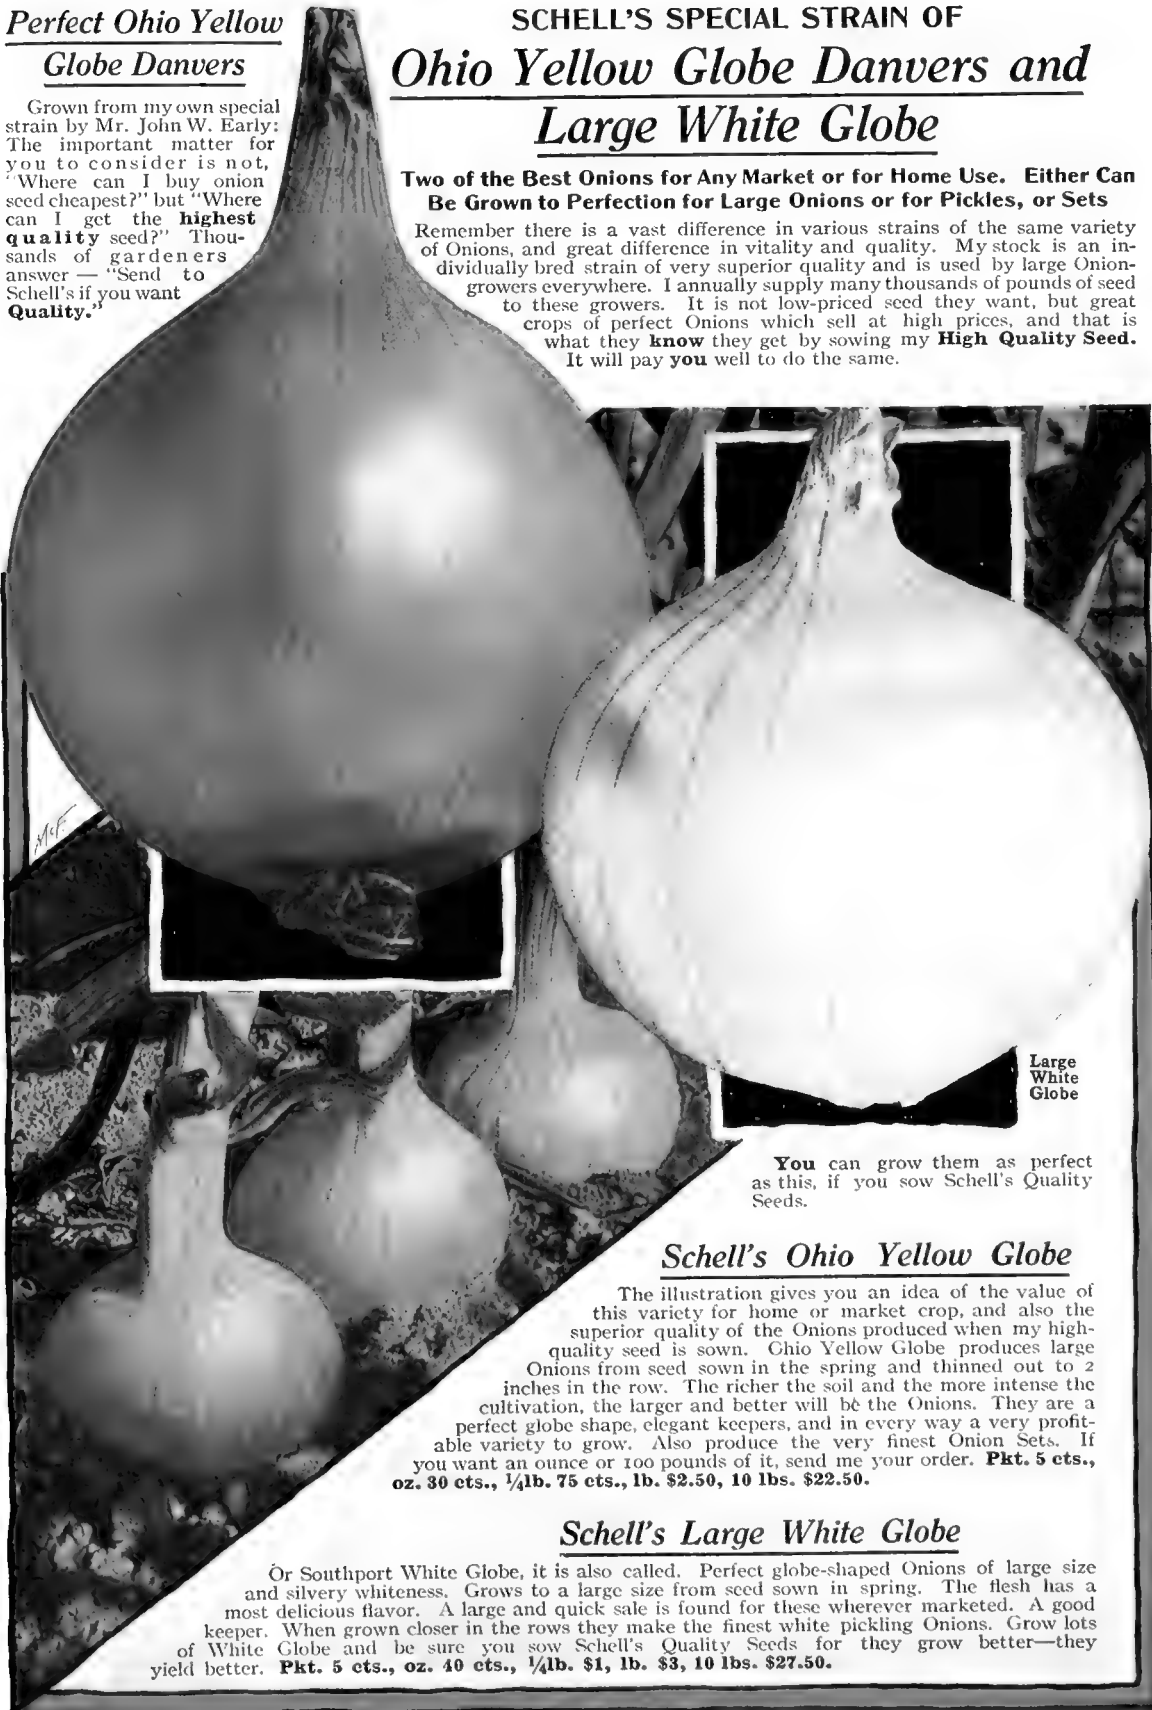 Perfect Ohio Yellow
Globe Danvers
Grown from my own special
strain by Mr. John W. Early:
The important matter for
you to consider is not,
"Where can I buy onion
seed cheapest?" but "Where
can I get the highest
quality seed?" Thou-
sands of gardeners
answer — "Send to
Schell's if you want
Quality."
SCHELL'S SPECIAL STRAIN OF
Ohio Yellow Globe Danvers and
Large White Globe
Two of the Best Onions for Any Market or for Home Use. Either Can
Be Grown to Perfection for Large Onions or for Pickles, or Sets
Remember there is a vast difference in various strains of the same variety
of Onions, and great difference in vitality and quality. My stock is an in-
dividually bred strain of very superior quality and is used by large Onion-
growers everywhere. I annually supply many thousands of pounds of seed
to these growers. It is not low-priced seed they want, but great
crops of perfect Onions which sell at high prices, and that is
what they know they get by sowing my High Quality Seed.
It will pay you well to do the same.
McF.
Large
White
Globe
You can grow them as perfect
as this, if you sow Schell's Quality
Seeds.
Schell's Ohio Yellow Globe
The illustration gives you an idea of the value of
this variety for home or market crop, and also the
superior quality of the Onions produced when my high-
quality seed is sown. Ohio Yellow Globe produces large
Onions from seed sown in the spring and thinned out to 2
inches in the row. The richer the soil and the more intense the
cultivation, the larger and better will be the Onions. They are a
perfect globe shape, elegant keepers, and in every way a very profit-
able variety to grow. Also produce the very finest Onion Sets. If
you want an ounce or 100 pounds of it, send me your order. Pkt. 5 cts.,
oz. 30 cts., ¼lb. 75 cts., lb. $2.50, 10 lbs. $22.50.
Schell's Large White Globe
Or Southport White Globe, it is also called. Perfect globe-shaped Onions of large size
and silvery whiteness. Grows to a large size from seed sown in spring. The flesh has a
most delicious flavor. A large and quick sale is found for these wherever marketed. A good
keeper. When grown closer in the rows they make the finest white pickling Onions. Grow lots
of White Globe and be sure you sow Schell's Quality Seeds for they grow better—they
yield better. Pkt. 5 cts., oz. 40 cts., ¼lb. $1, lb. $3, 10 lbs. $27.50.